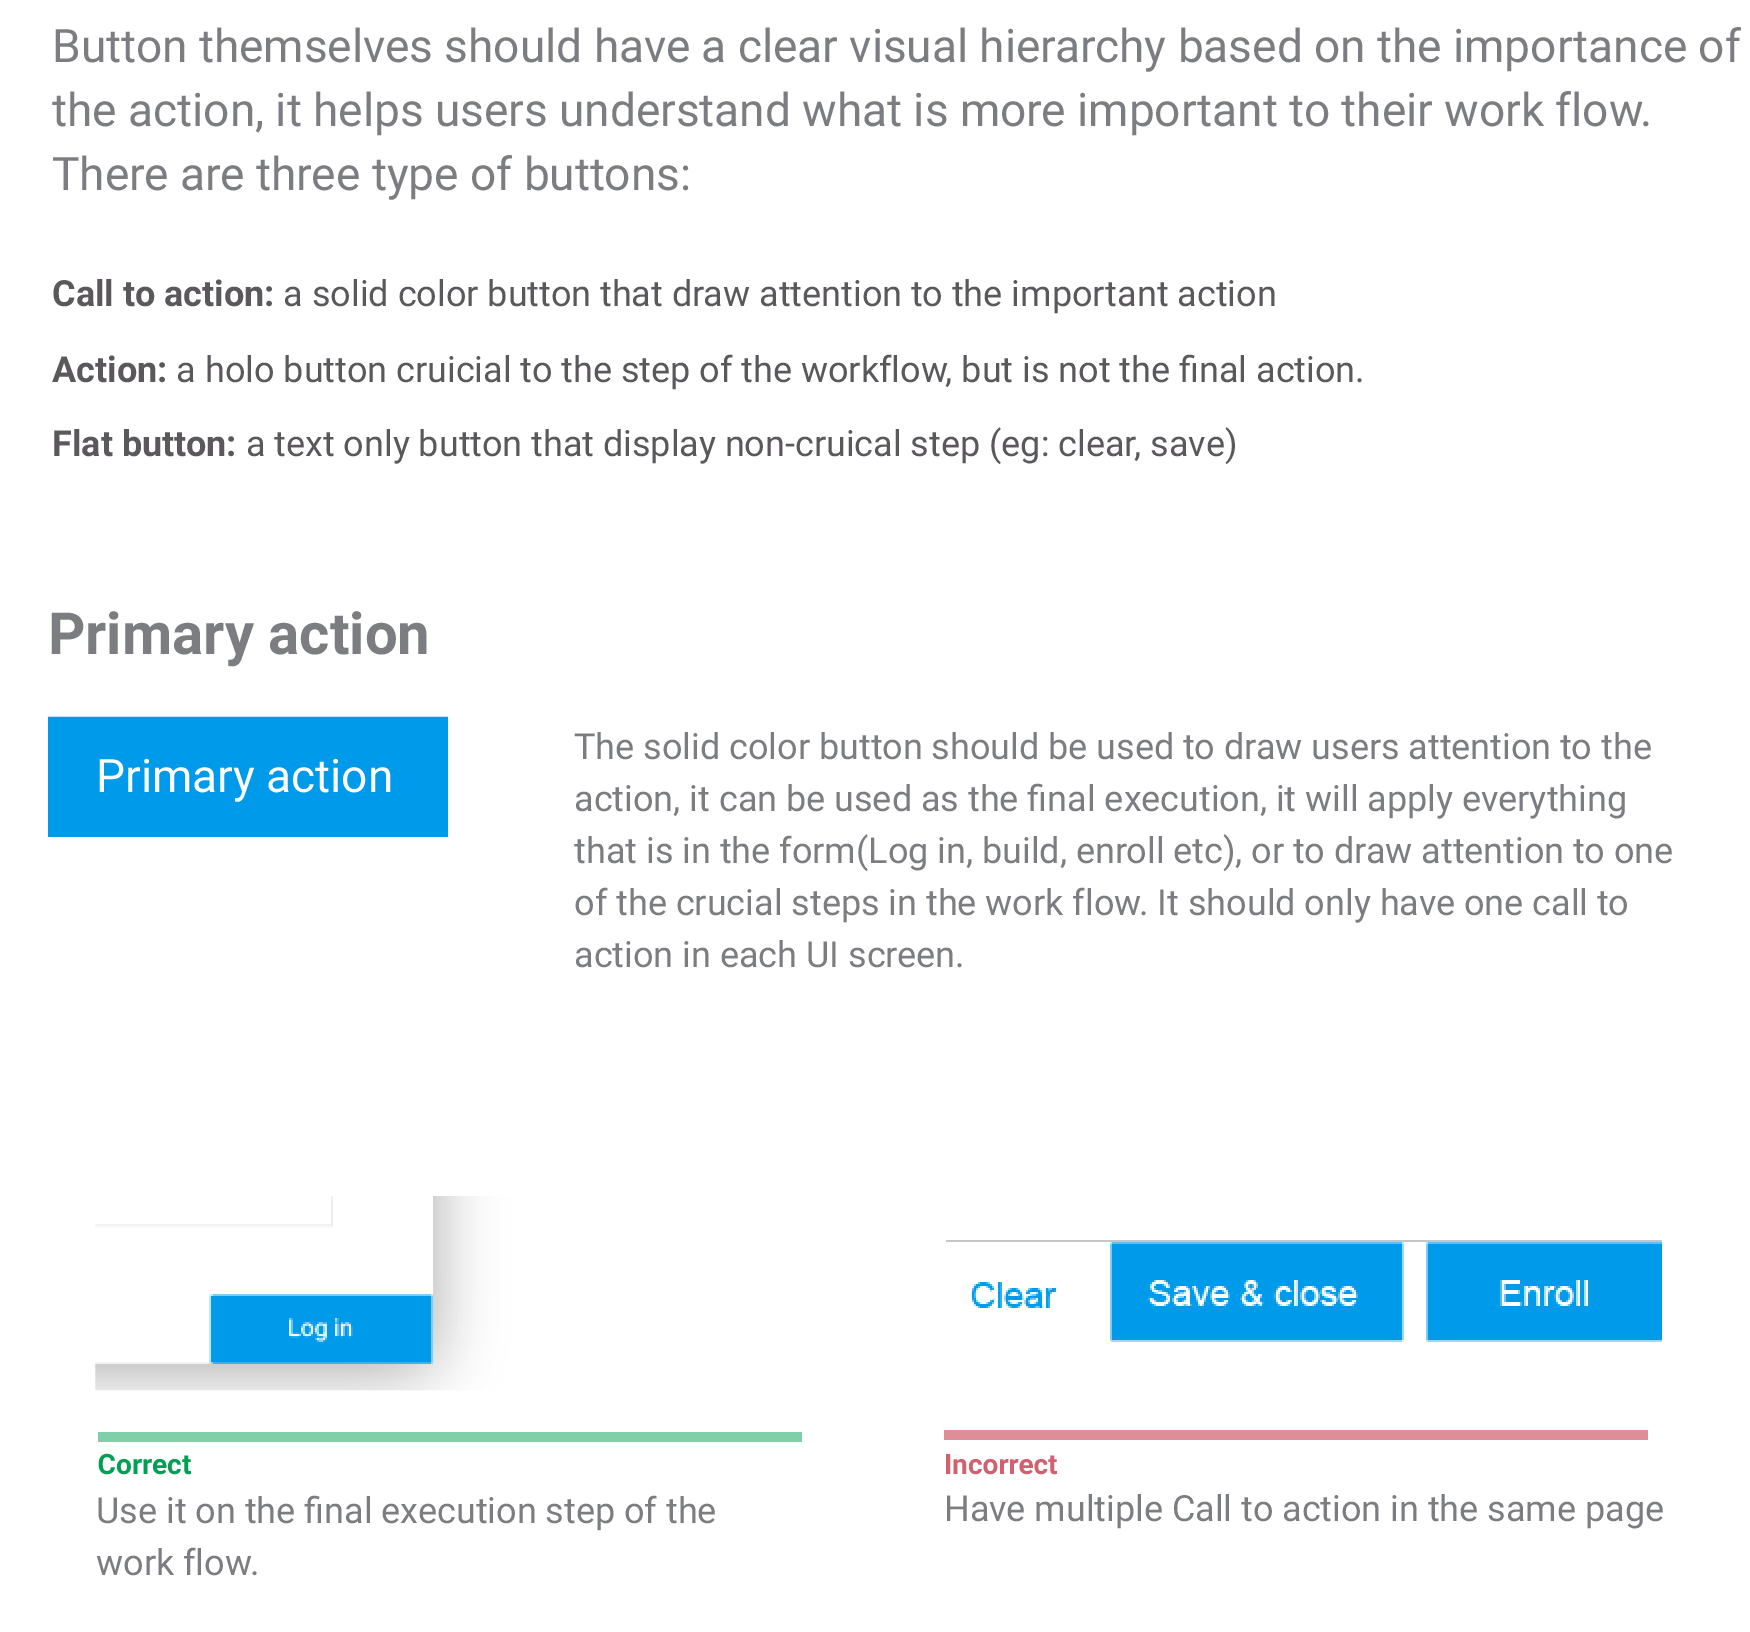 Button themselves should have a clear visual hierarchy based on the importance of
the action, it helps users understand what is more important to their work flow.
There are three type of buttons:
Call to action: a solid color button that draw attention to the important action
Action: a holo button cruicial to the step of the workflow, but is not the final action.
Flat button: a text only button that display non-cruical step (eg: clear, save)
Primary action
Primary action
The solid color button should be used to draw users attention to the
action, it can be used as the final execution, it will apply everything
that is in the form(Log in, build, enroll etc), or to draw attention to one
of the crucial steps in the work flow. It should only have one call to
action in each UI screen.
Log in
Clear
Save & close
Enroll
Correct
Use it on the final execution step of the
work flow.
Incorrect
Have multiple Call to action in the same page